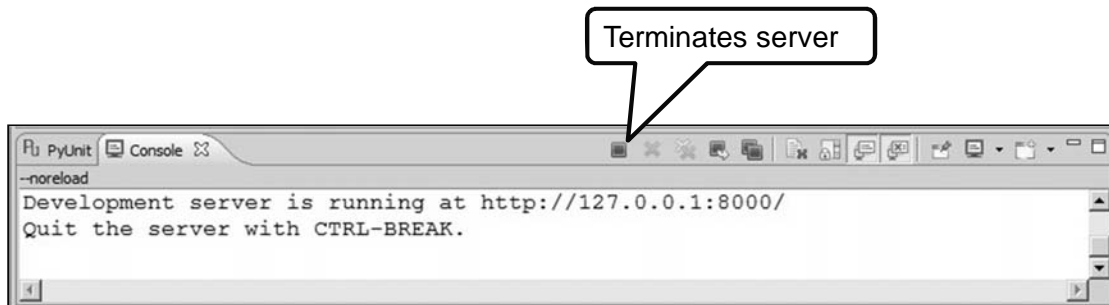 Terminates server
PyUnit Console
--noreload
Development server is running at http://127.0.0.1:8000/
Quit the server with CTRL-BREAK.